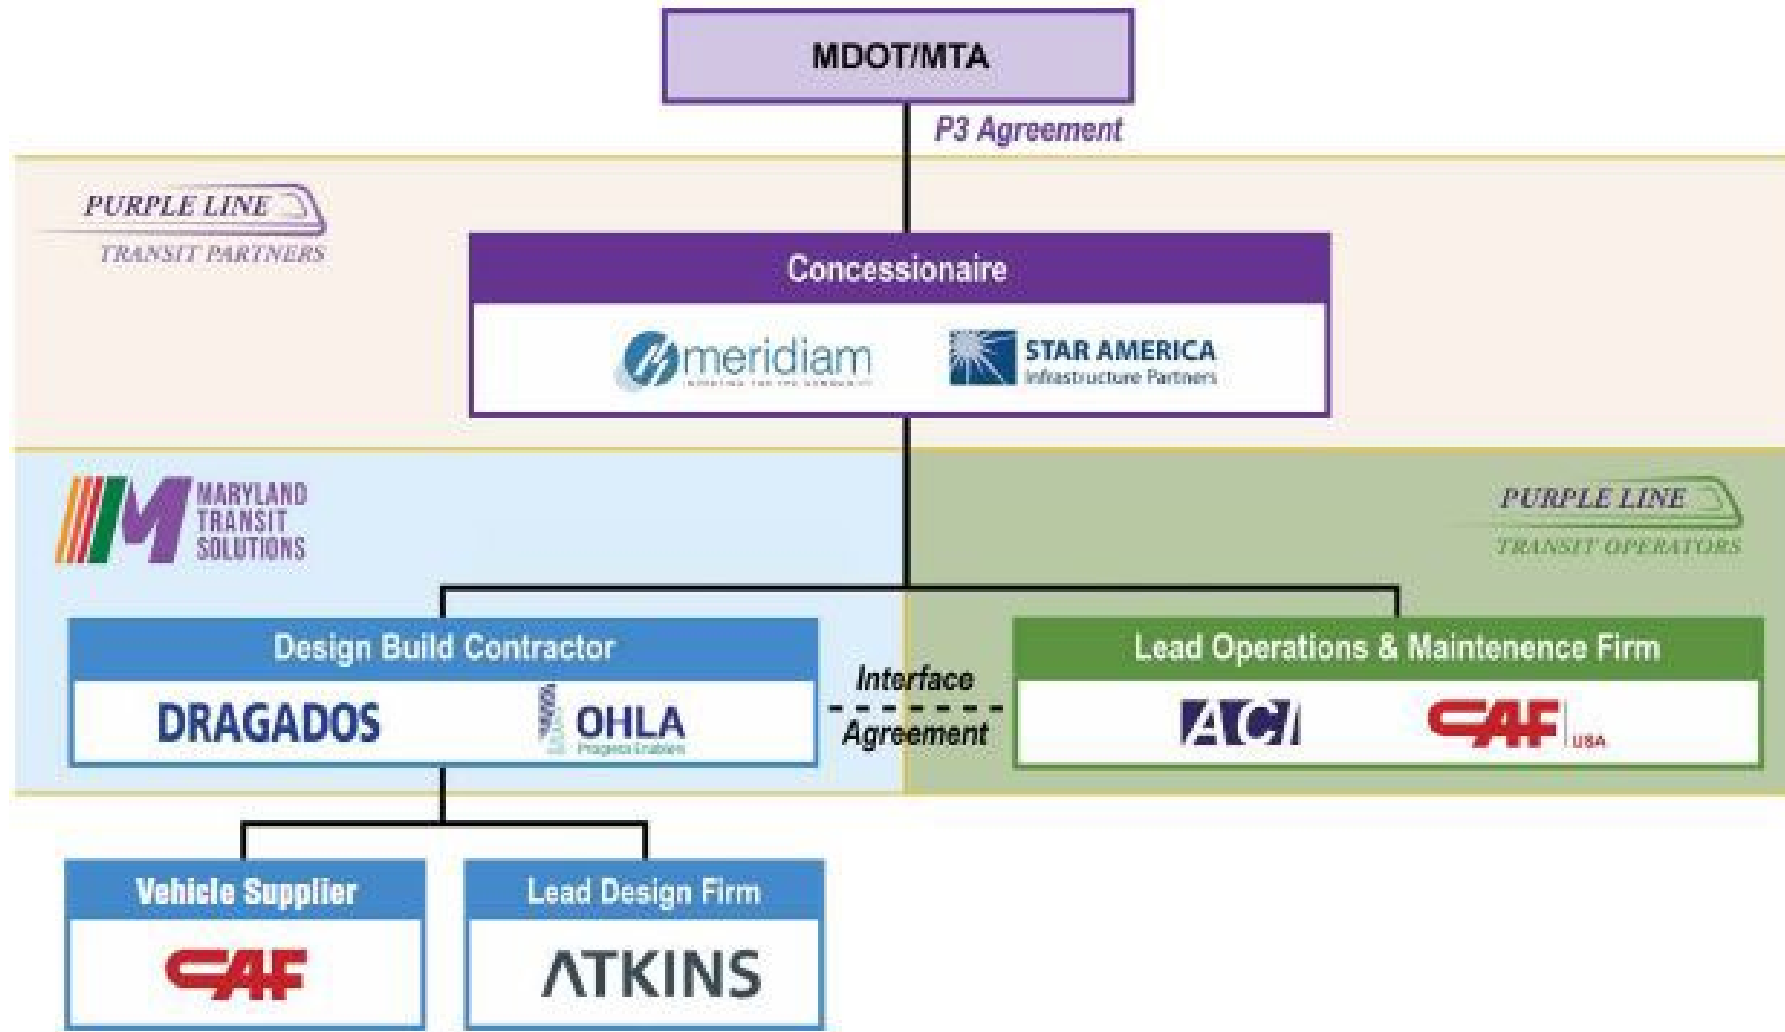 MDOT/MTA
P3 Agreement
PURPLE LINE
TRANSIT PARTNERS
Concessionaire
meridiam
STAR AMERICA
Infrastructure Partners
MARYLAND
TRANSIT
SOLUTIONS
PURPLE LINE
TRANSIT OPERATORS
Design Build Contractor
DRAGADOS
OHLA
Progress Enablers
Interface
Agreement
Lead Operations & Maintenence Firm
ACI
CAF USA
Vehicle Supplier
CAF
Lead Design Firm
ATKINS